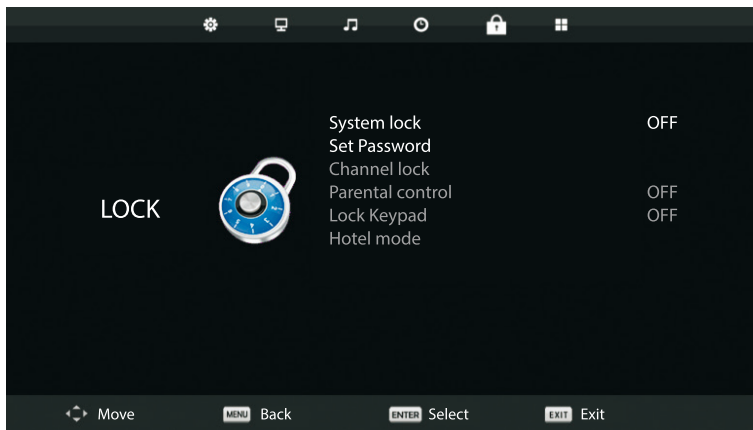 System lock OFF
Set Password
Channel lock
Parental control OFF
Lock Keypad OFF
Hotel mode
LOCK
Move MENU Back ENTER Select EXIT Exit